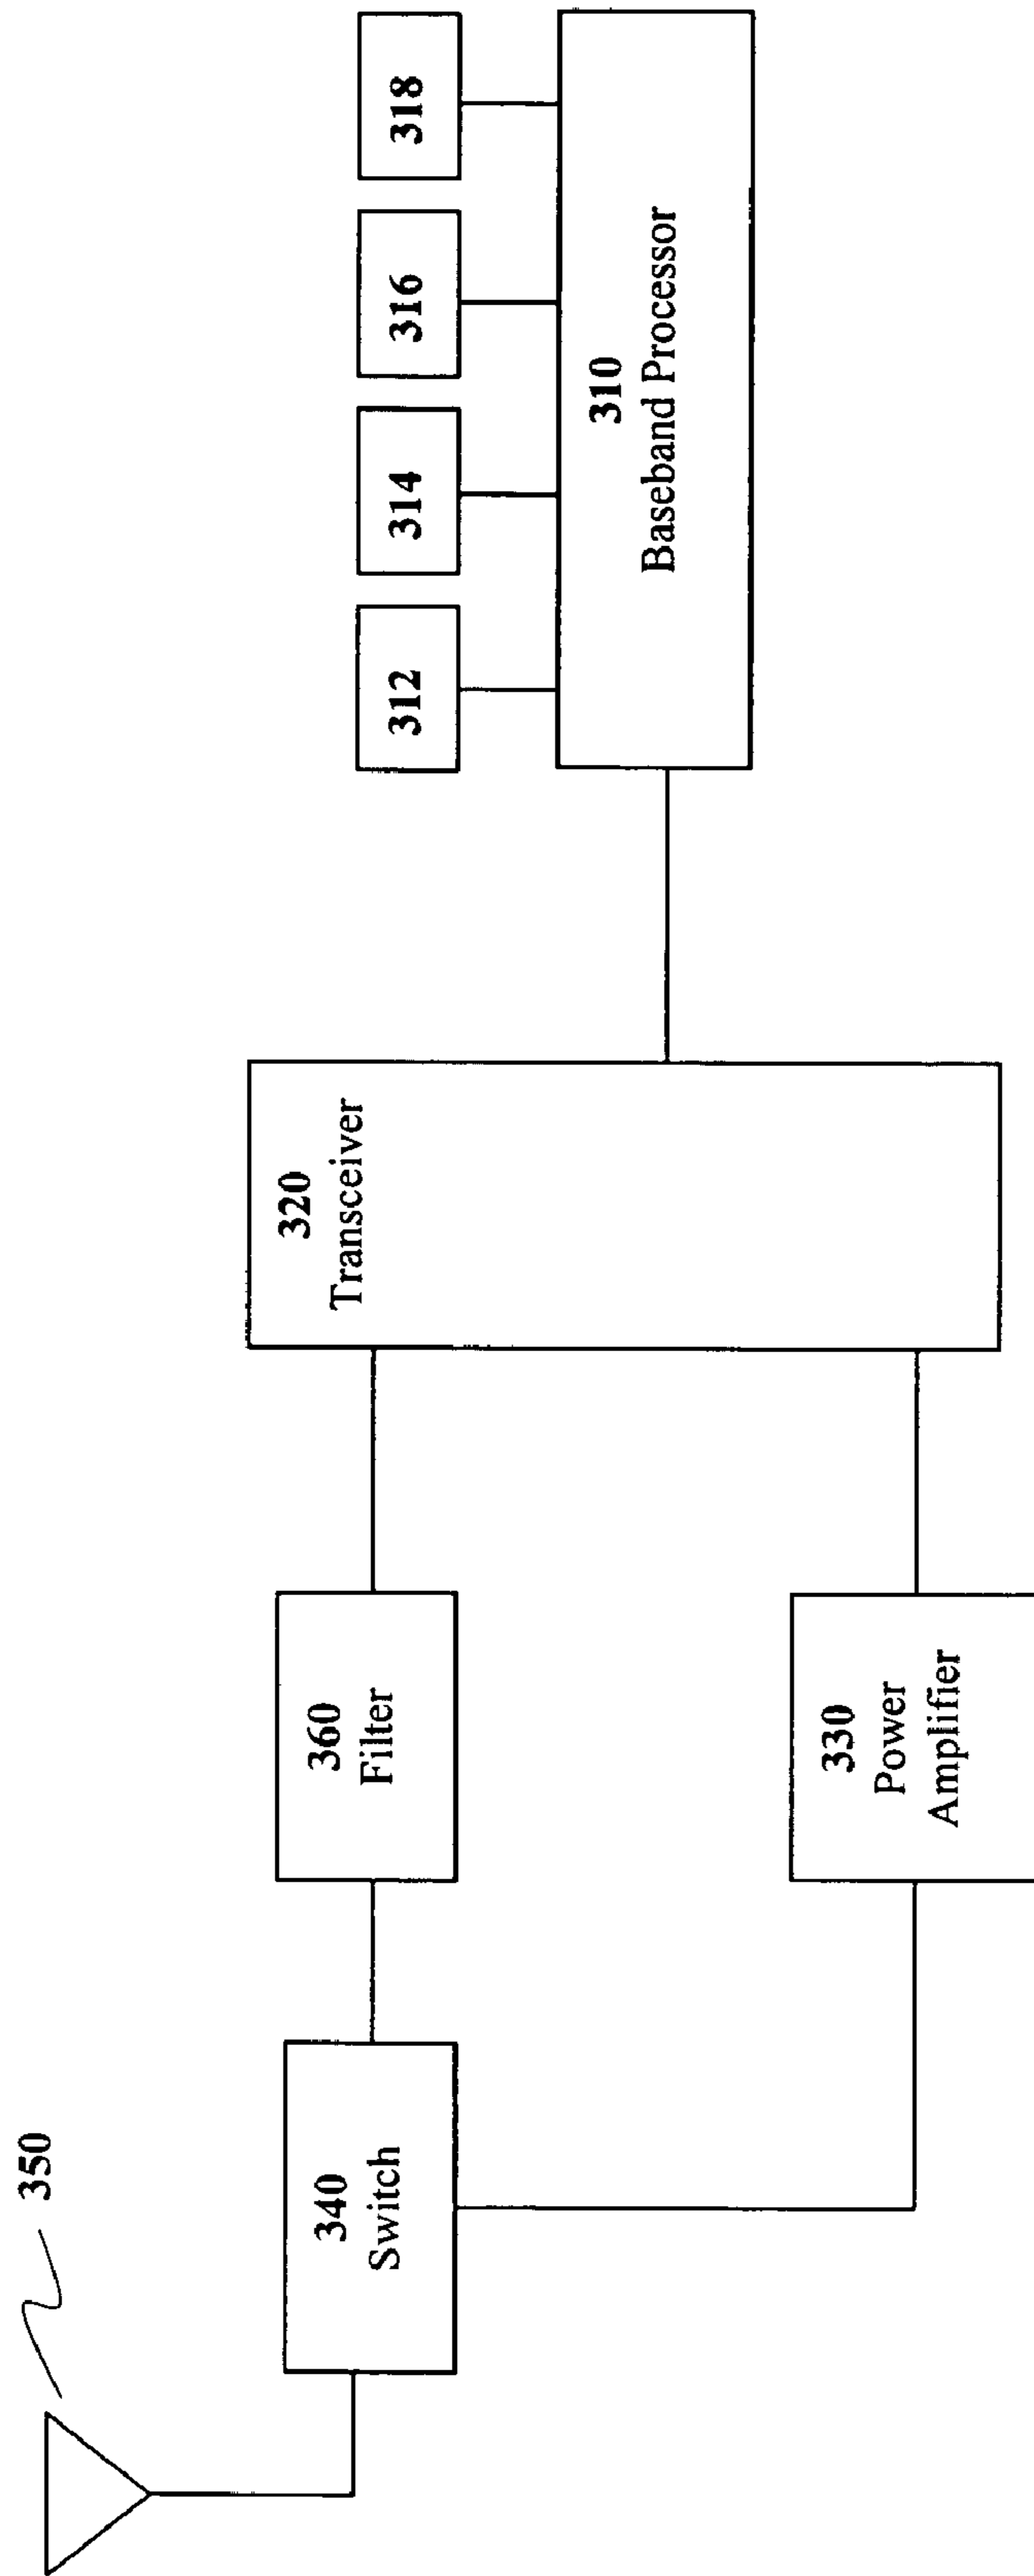 350
340
Switch
360
Filter
330
Power
Amplifier
320
Transceiver
312
314
316
318
310
Baseband Processor